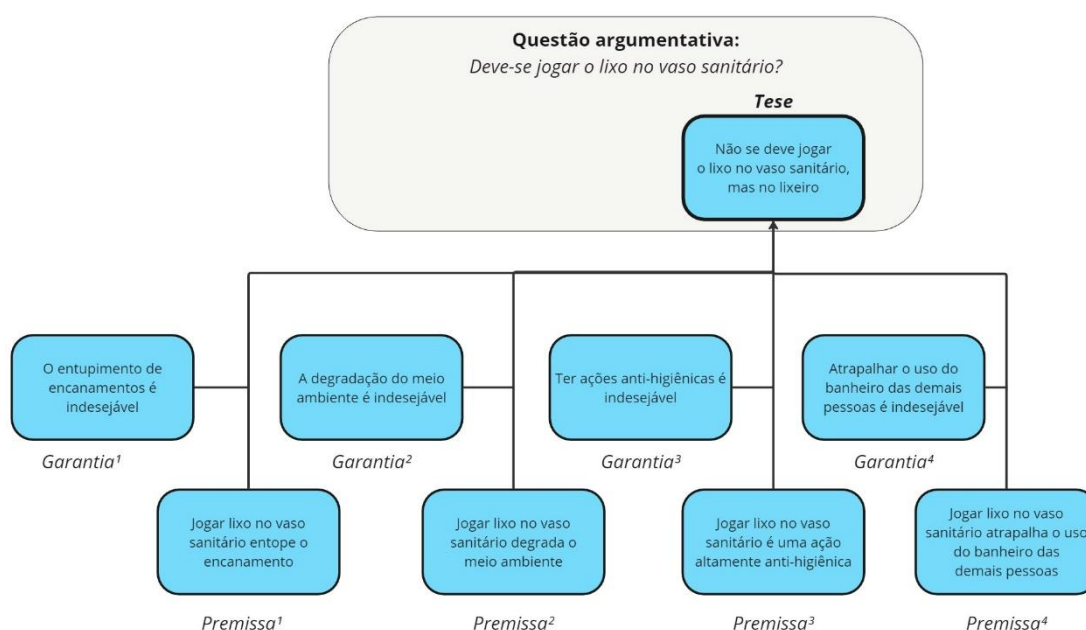 Questão argumentativa:
Deve-se jogar o lixo no vaso sanitário?
Tese
Não se deve jogar
o lixo no vaso sanitário,
mas no lixeiro
O entupimento de
encanamentos é
indesejável
Garantia¹
A degradação do meio
ambiente é indesejável
Garantia²
Ter ações anti-higiênicas é
indesejável
Garantia³
Atrapalhar o uso do
banheiro das demais
pessoas é indesejável
Garantia⁴
Jogar lixo no vaso
sanitário entope o
encanamento
Premissa¹
Jogar lixo no vaso
sanitário degrada o
meio ambiente
Premissa²
Jogar lixo no vaso
sanitário é uma ação
altamente anti-higiênica
Premissa³
Jogar lixo no vaso
sanitário atrapalha o uso
do banheiro das
demais pessoas
Premissa⁴